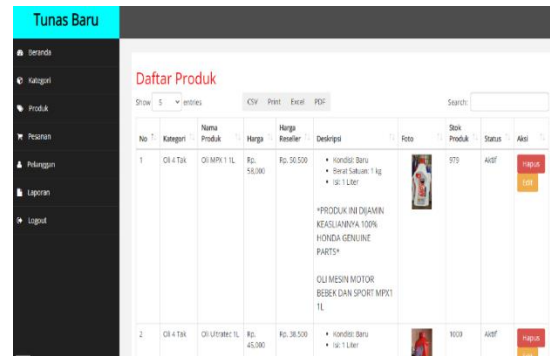 Tunas Baru
Beranda
Kategori
Produk
Pesanan
Pelanggan
Laporan
Logout
Daftar Produk
Show 5 entries
CSV Print Excel PDF
Search:
No Kategori Nama Produk Harga Harga Reseller Deskripsi Foto Stok Produk Status Aksi
1 Oli 4 Tak Oli MPX 1 1L Rp. 58,000 Rp. 50.500
Kondisi: Baru
Berat Satuan: 1 kg
Isi: 1 Liter
*PRODUK INI DIJAMIN
KEASLIANNYA 100%
HONDA GENUINE
PARTS*
OLI MESIN MOTOR
BEBEK DAN SPORT MPX1
1L
979 Aktif Hapus
Edit
2 Oli 4 Tak Oli Ultratec 1L Rp. 45,000 Rp. 38.500
Kondisi: Baru
Isi: 1 Liter
1000 Aktif Hapus